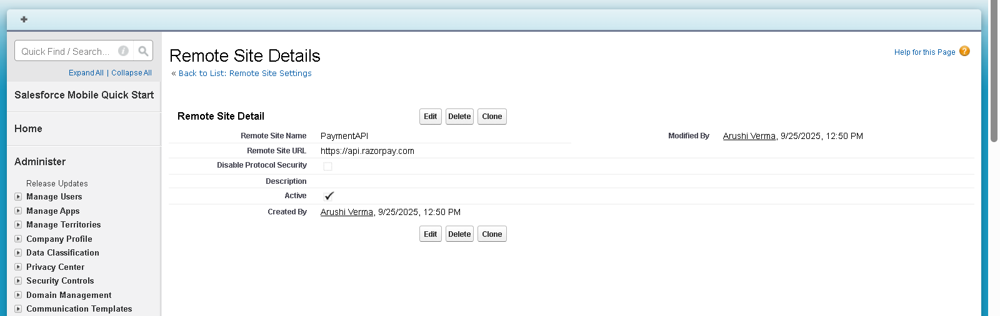 Quick Find / Search...
Expand All | Collapse All
Salesforce Mobile Quick Start
Home
Administer
Release Updates
Manage Users
Manage Apps
Manage Territories
Company Profile
Data Classification
Privacy Center
Security Controls
Domain Management
Communication Templates
Remote Site Details
Help for this Page ?
« Back to List: Remote Site Settings
Remote Site Detail
Edit Delete Clone
Remote Site Name PaymentAPI Modified By Arushi Verma, 9/25/2025, 12:50 PM
Remote Site URL https://api.razorpay.com
Disable Protocol Security
Description
Active
Created By Arushi Verma, 9/25/2025, 12:50 PM
Edit Delete Clone